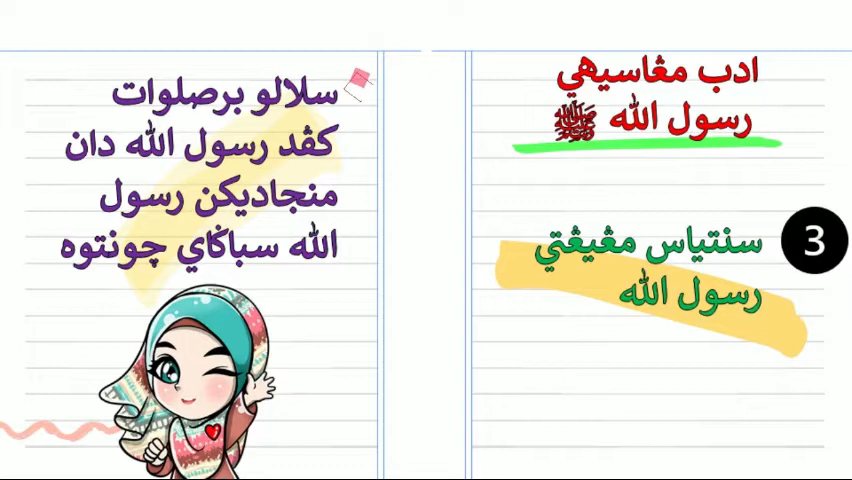 ادب مڠاسيهي
رسول الله ﷺ
3
سنتياس مڠيڠتي
رسول الله
سلالو برصلوات
کڤد رسول الله دان
منجاديکن رسول
الله سباݢاي چونتوه